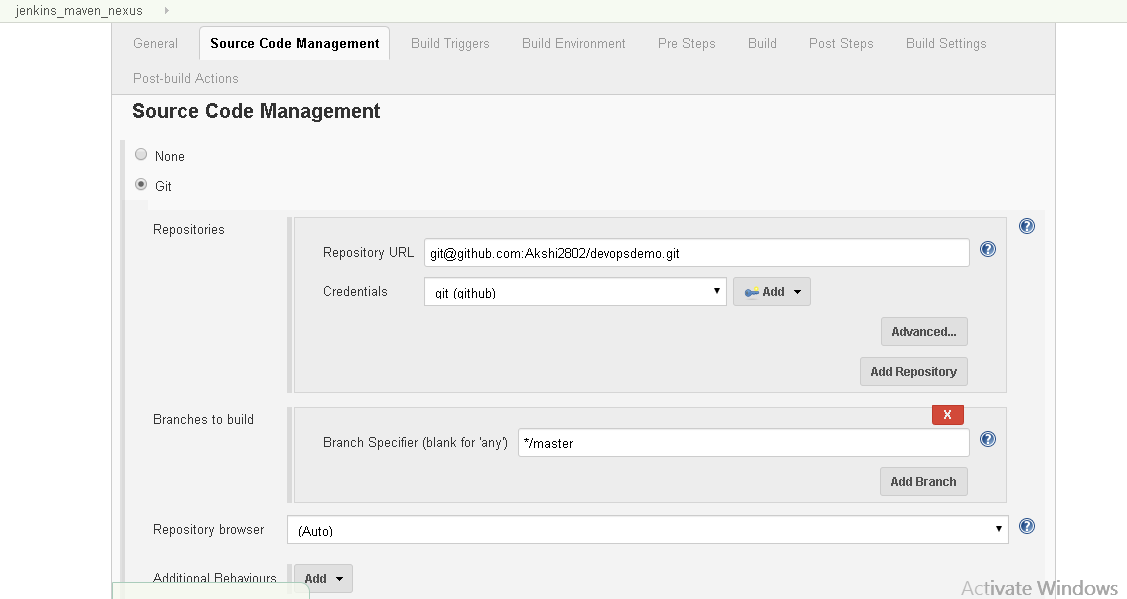 jenkins_maven_nexus
General Source Code Management Build Triggers Build Environment Pre Steps Build Post Steps Build Settings
Post-build Actions
Source Code Management
None
Git
Repositories
Repository URL git@github.com:Akshi2802/devopsdemo.git
Credentials git (github) Add
Advanced...
Add Repository
Branches to build
X
Branch Specifier (blank for 'any') */master
Add Branch
Repository browser (Auto)
Additional Behaviours Add
Activate Windows